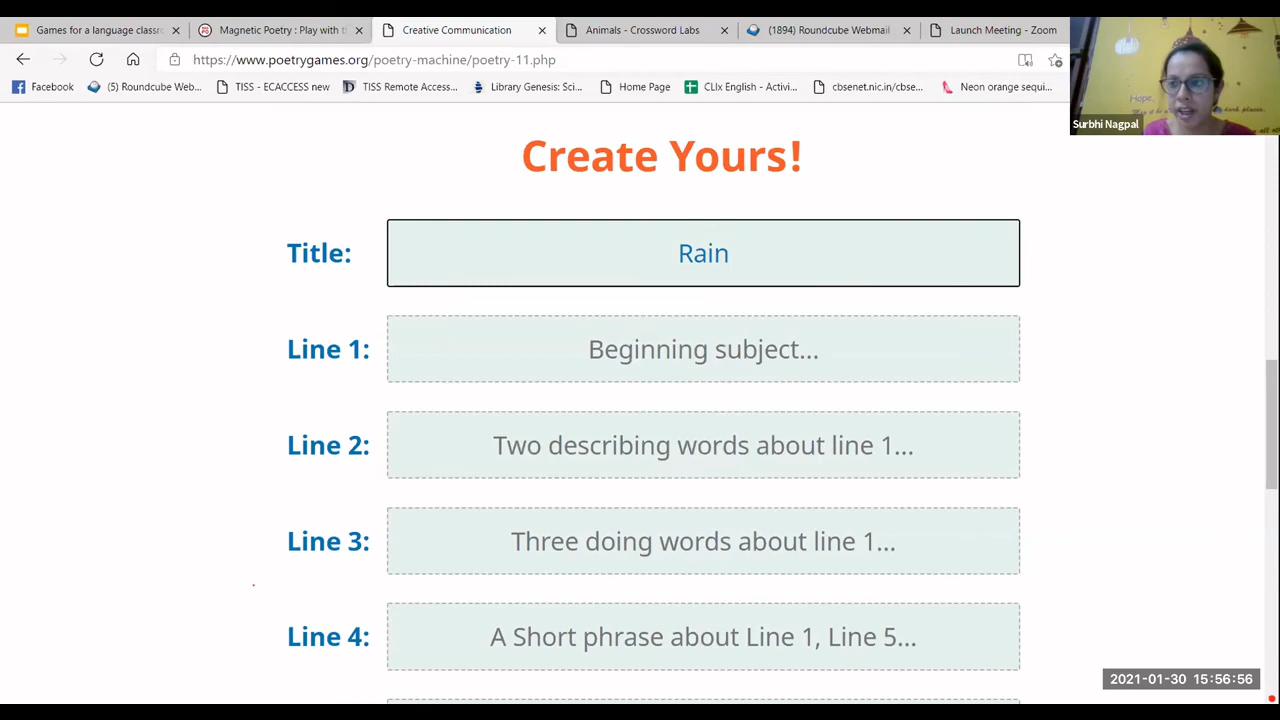 Games for a language classr
Magnetic Poetry : Play with t
Creative Communication
Animals - Crossword Labs
(1894) Roundcube Webmail
Launch Meeting - Zoom
https://www.poetrygames.org/poetry-machine/poetry-11.php
Facebook
(5) Roundcube Web...
TISS - ECACCESS new
TISS Remote Access...
Library Genesis: Sci...
Home Page
CLIx English - Activi...
cbsenet.nic.in/cbse...
Neon orange sequi...
Hope,
Surbhi Nagpal
Create Yours!
Title: Rain
Line 1: Beginning subject...
Line 2: Two describing words about line 1...
Line 3: Three doing words about line 1...
Line 4: A Short phrase about Line 1, Line 5...
2021-01-30 15:56:56